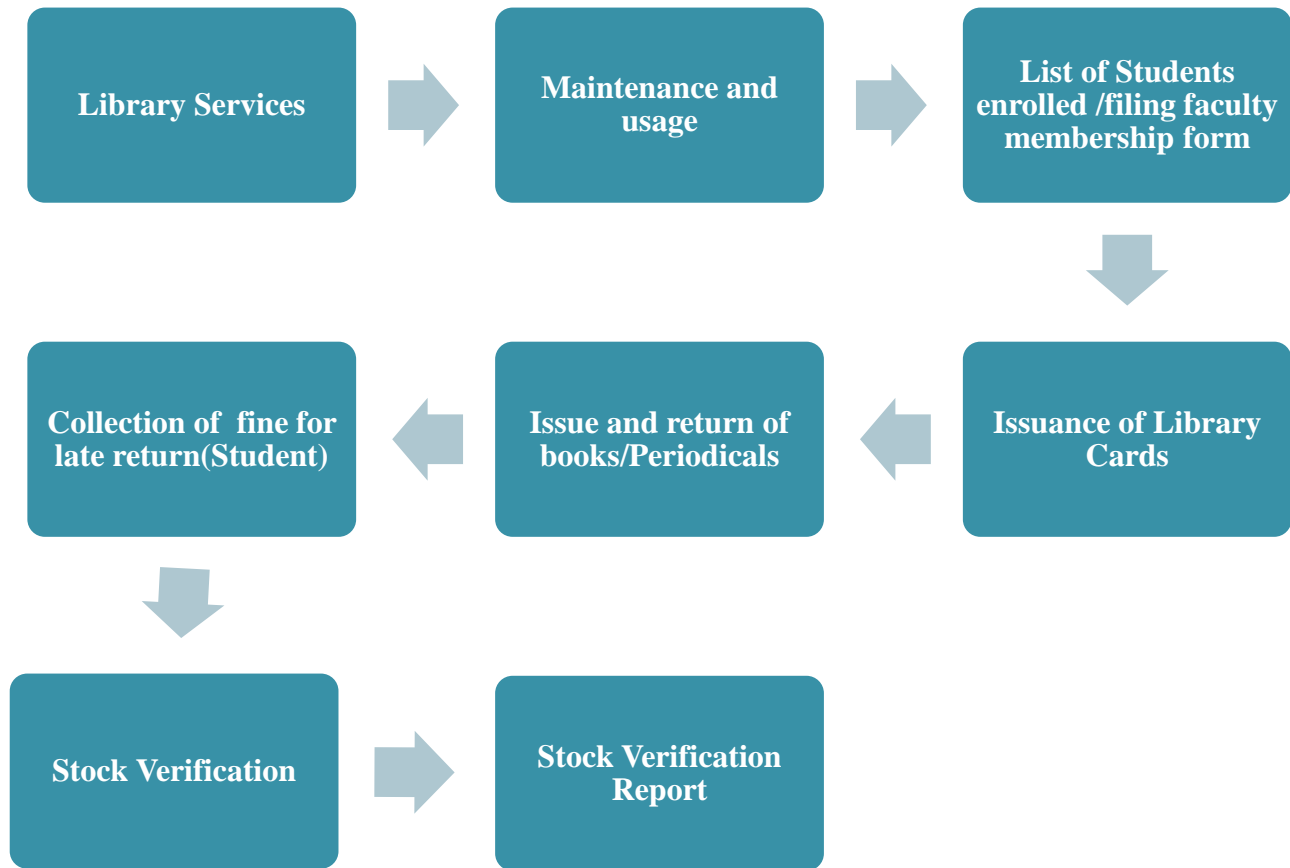 Library Services
Maintenance and
usage
List of Students
enrolled /filing faculty
membership form
Issuance of Library
Cards
Issue and return of
books/Periodicals
Collection of  fine for
late return(Student)
Stock Verification
Stock Verification
Report